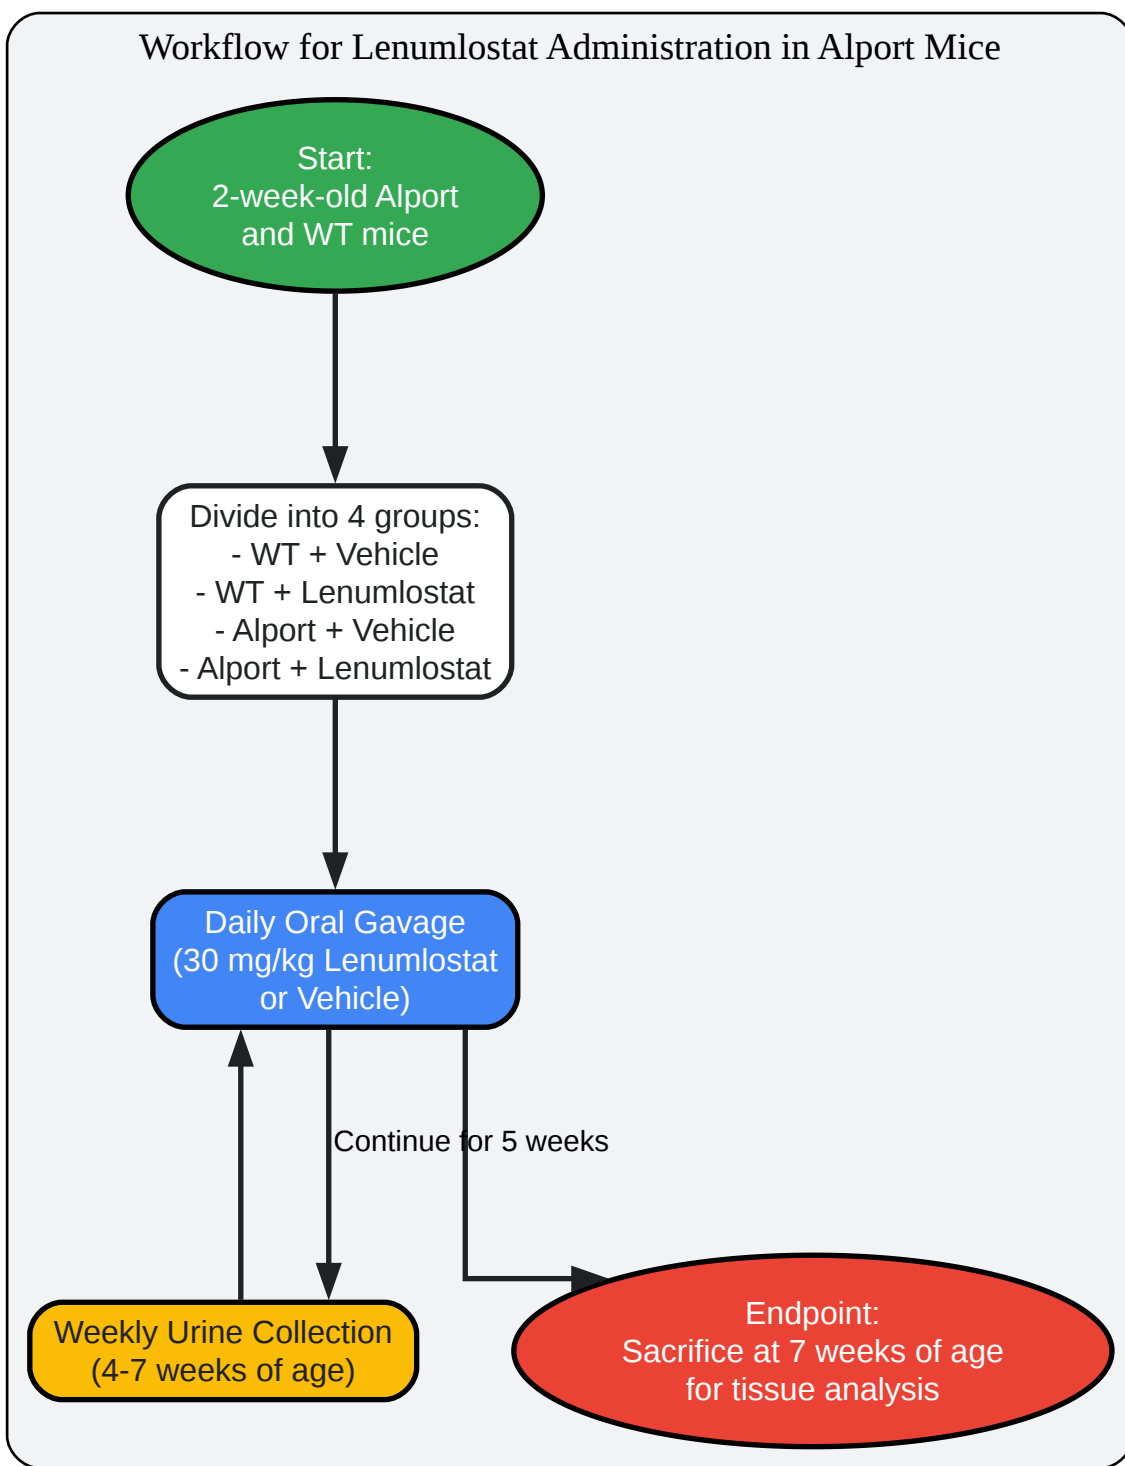 Workflow for Lenumlostat Administration in Alport Mice
Start:
2-week-old Alport
and WT mice
Divide into 4 groups:
- WT + Vehicle
- WT + Lenumlostat
- Alport + Vehicle
- Alport + Lenumlostat
Daily Oral Gavage
(30 mg/kg Lenumlostat
or Vehicle)
Continue for 5 weeks
Weekly Urine Collection
(4-7 weeks of age)
Endpoint:
Sacrifice at 7 weeks of age
for tissue analysis